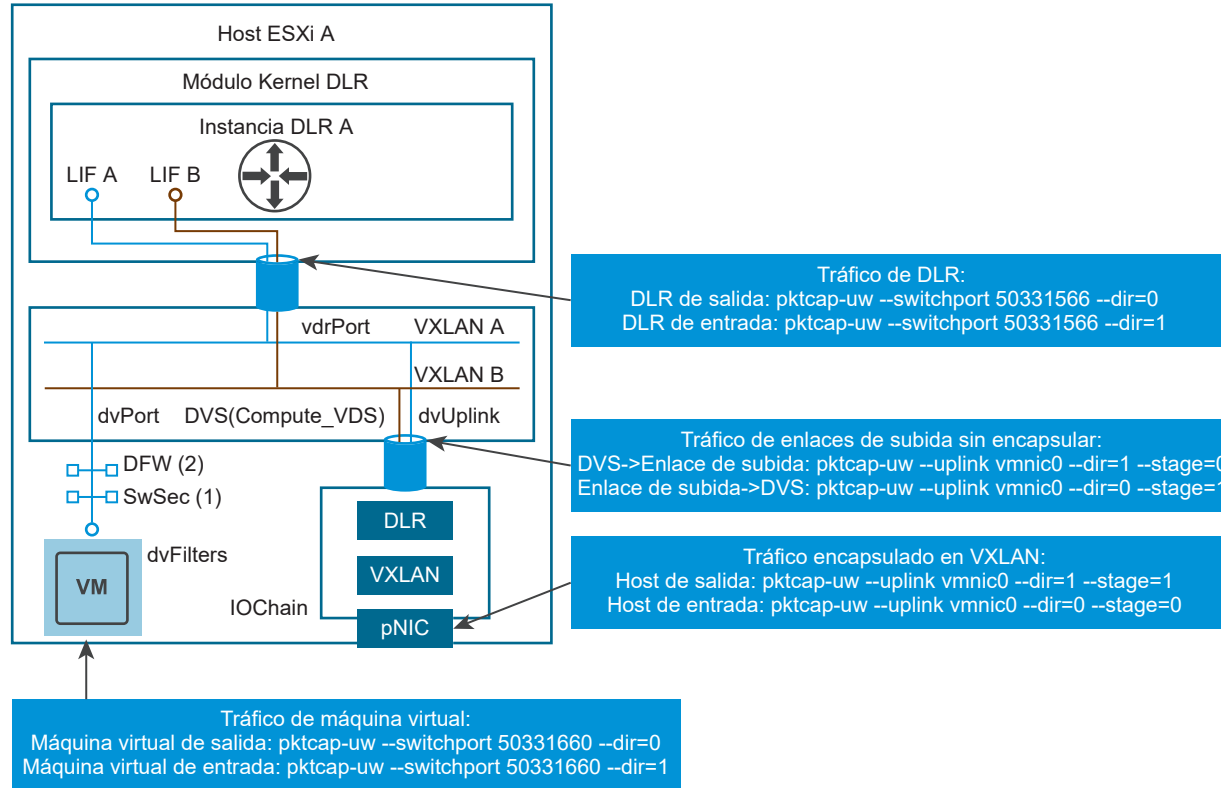 Host ESXi A
Módulo Kernel DLR
Instancia DLR A
LIF A
LIF B
Tráfico de DLR:
DLR de salida: pktcap-uw --switchport 50331566 --dir=0
DLR de entrada: pktcap-uw --switchport 50331566 --dir=1
vdrPort
VXLAN A
VXLAN B
dvPort
DVS(Compute_VDS)
dvUplink
Tráfico de enlaces de subida sin encapsular:
DVS->Enlace de subida: pktcap-uw --uplink vmnic0 --dir=1 --stage=0
Enlace de subida->DVS: pktcap-uw --uplink vmnic0 --dir=0 --stage=1
DFW (2)
SwSec (1)
dvFilters
VM
DLR
VXLAN
IOChain
pNIC
Tráfico encapsulado en VXLAN:
Host de salida: pktcap-uw --uplink vmnic0 --dir=1 --stage=1
Host de entrada: pktcap-uw --uplink vmnic0 --dir=0 --stage=0
Tráfico de máquina virtual:
Máquina virtual de salida: pktcap-uw --switchport 50331660 --dir=0
Máquina virtual de entrada: pktcap-uw --switchport 50331660 --dir=1